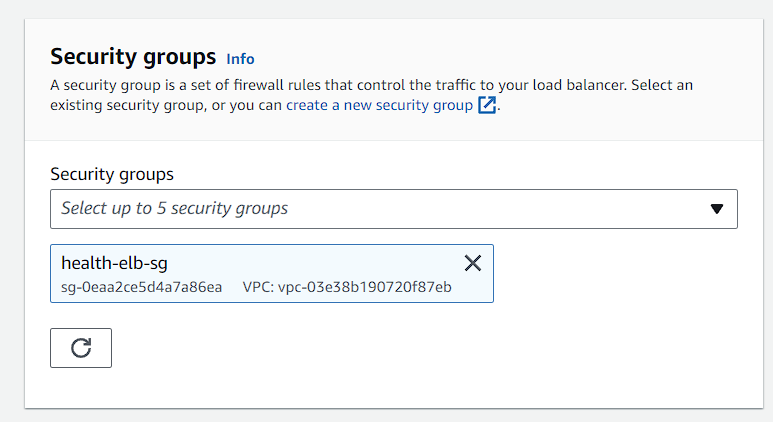 Security groups Info
A security group is a set of firewall rules that control the traffic to your load balancer. Select an
existing security group, or you can create a new security group.
Security groups
Select up to 5 security groups
health-elb-sg
sg-0eaa2ce5d4a7a86ea VPC: vpc-03e38b190720f87eb